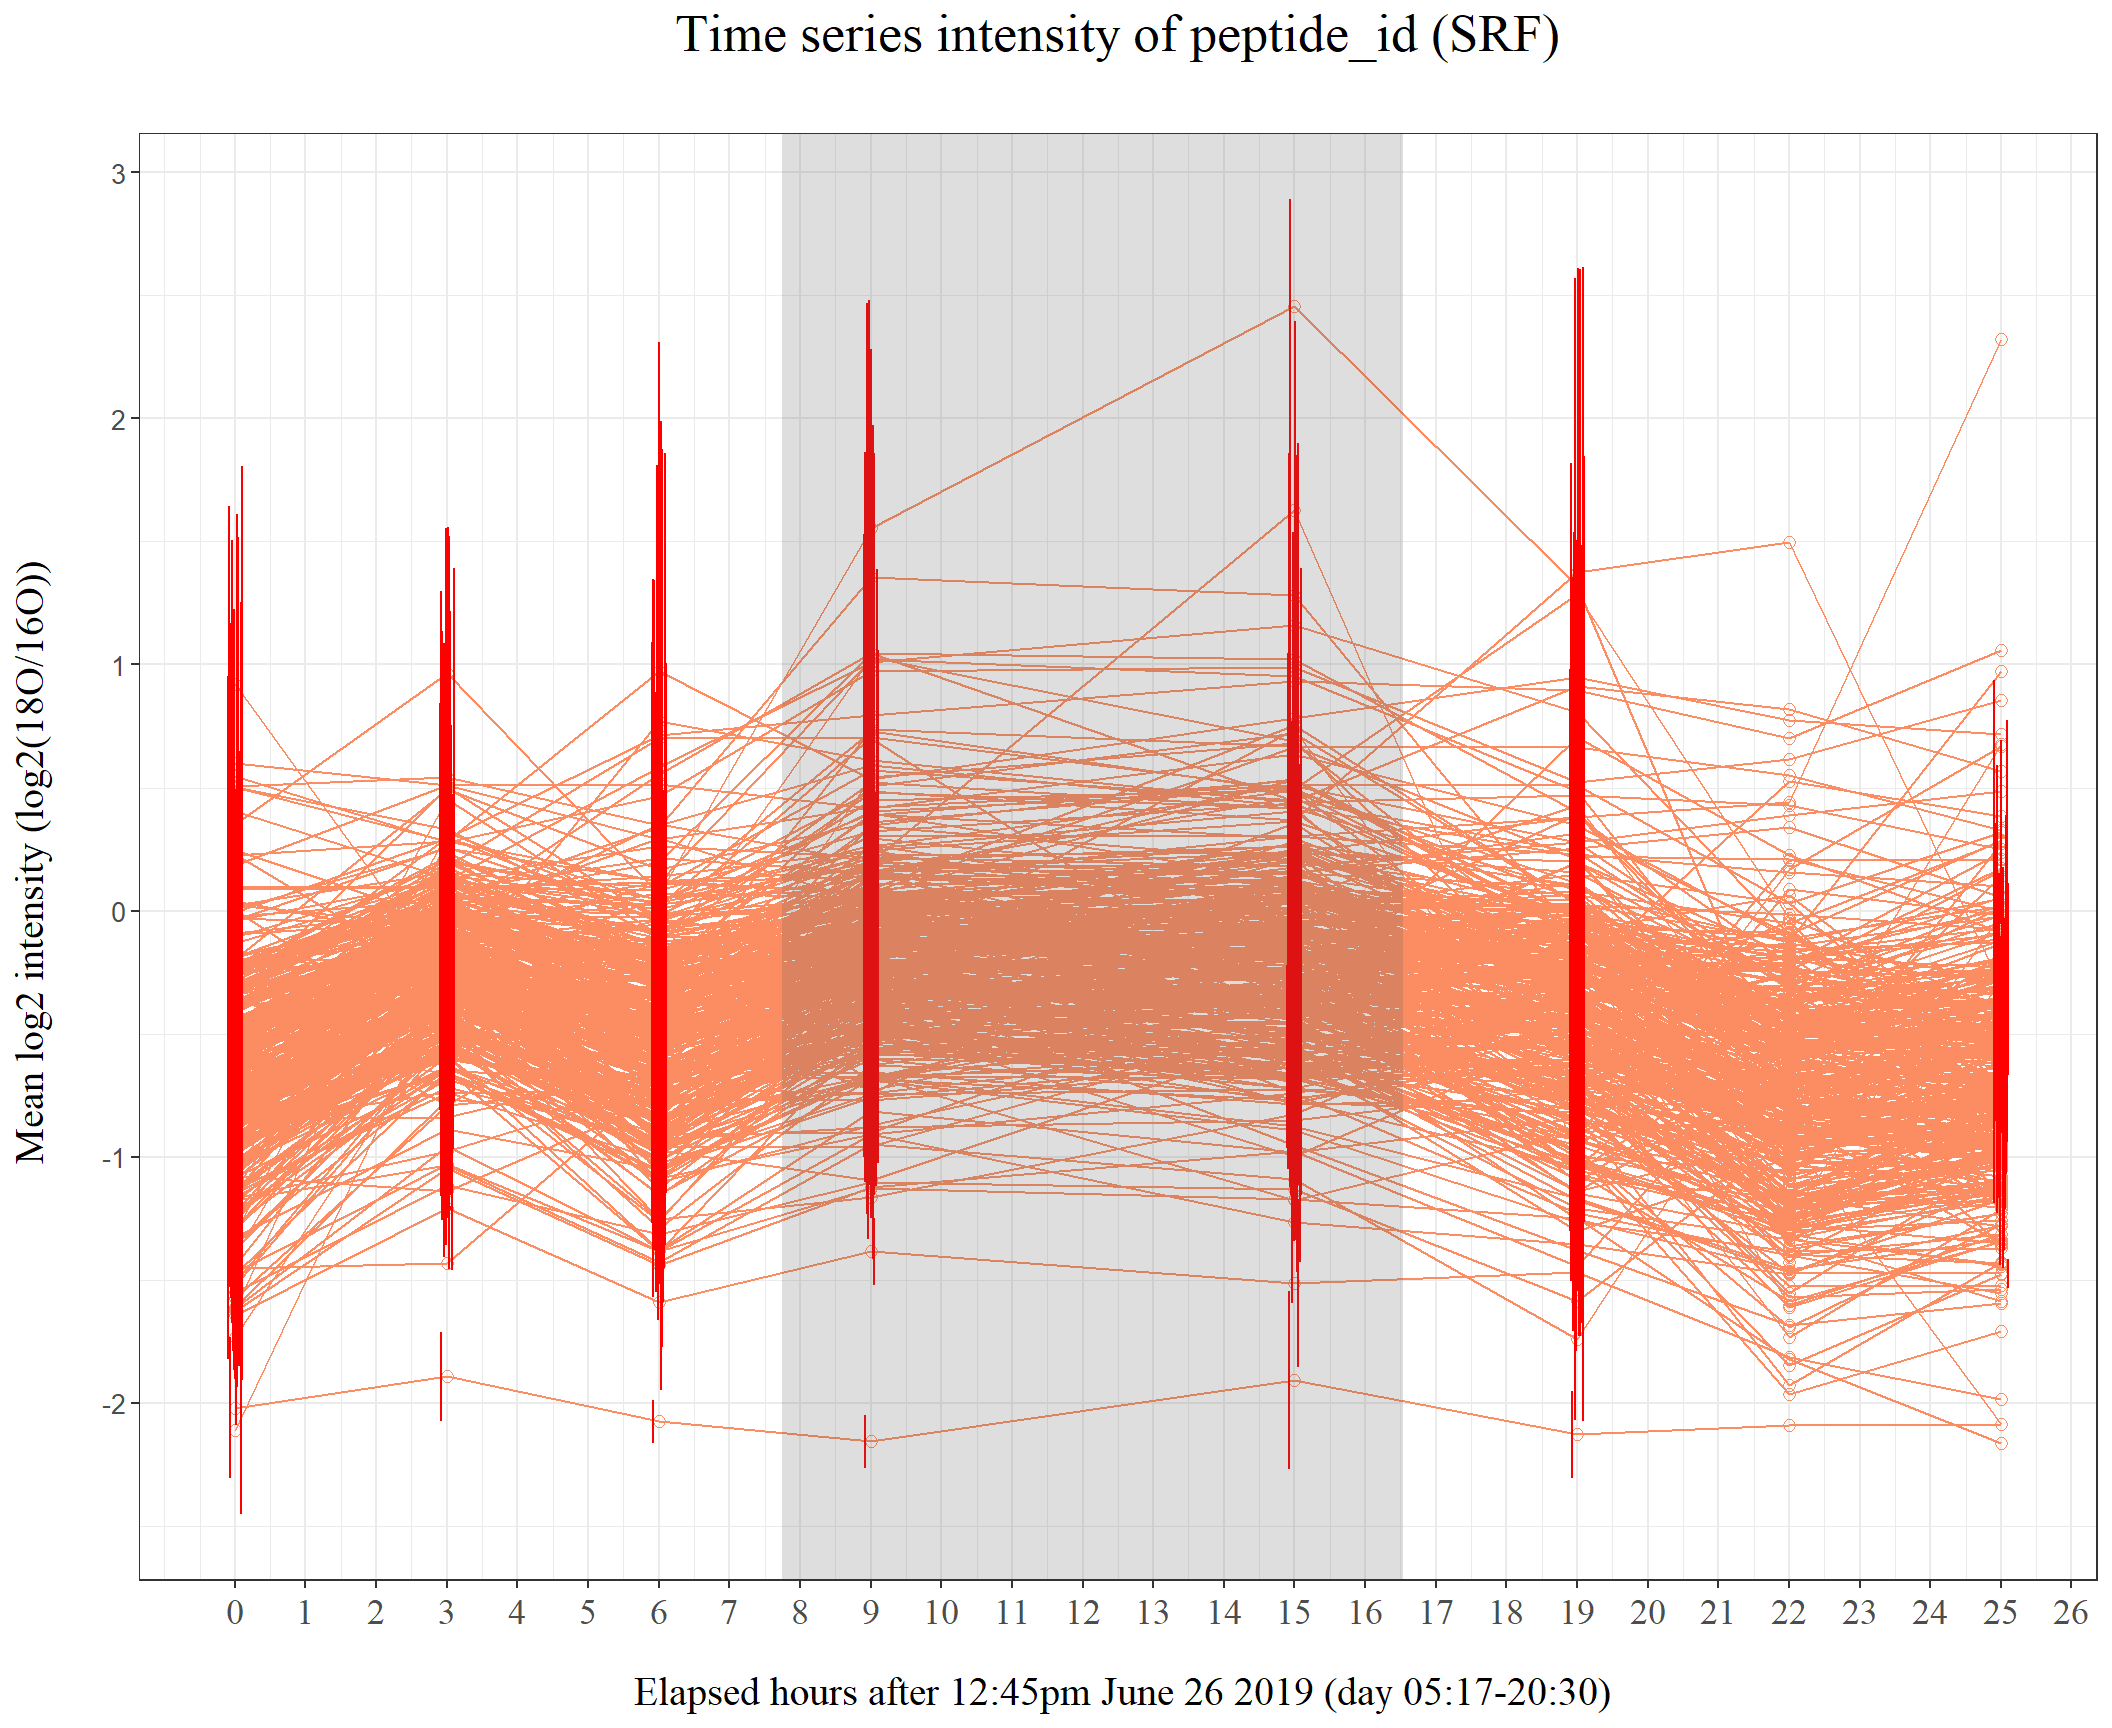 Time series intensity of peptide_id (SRF)
Mean log2 intensity (log2(18O/16O))
3
2
1
0
-1
-2
0 1 2 3 4 5 6 7 8 9 10 11 12 13 14 15 16 17 18 19 20 21 22 23 24 25 26
Elapsed hours after 12:45pm June 26 2019 (day 05:17-20:30)